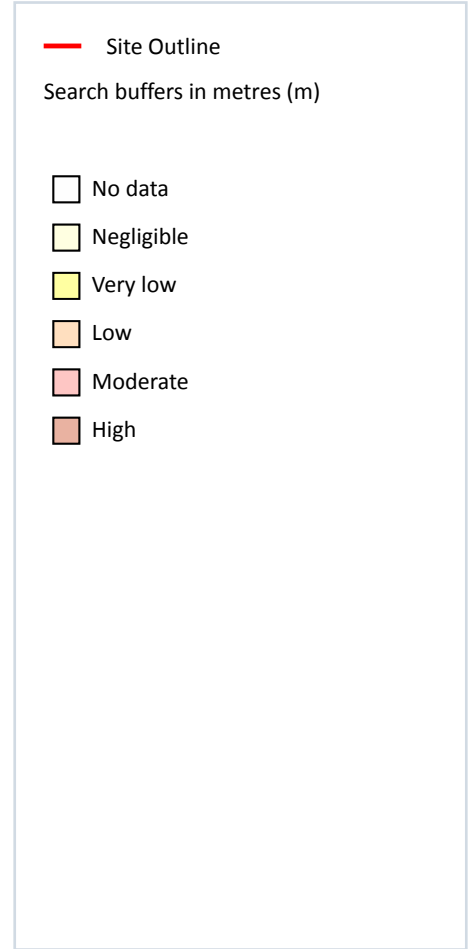 Site Outline
Search buffers in metres (m)
No data
Negligible
Very low
Low
Moderate
High